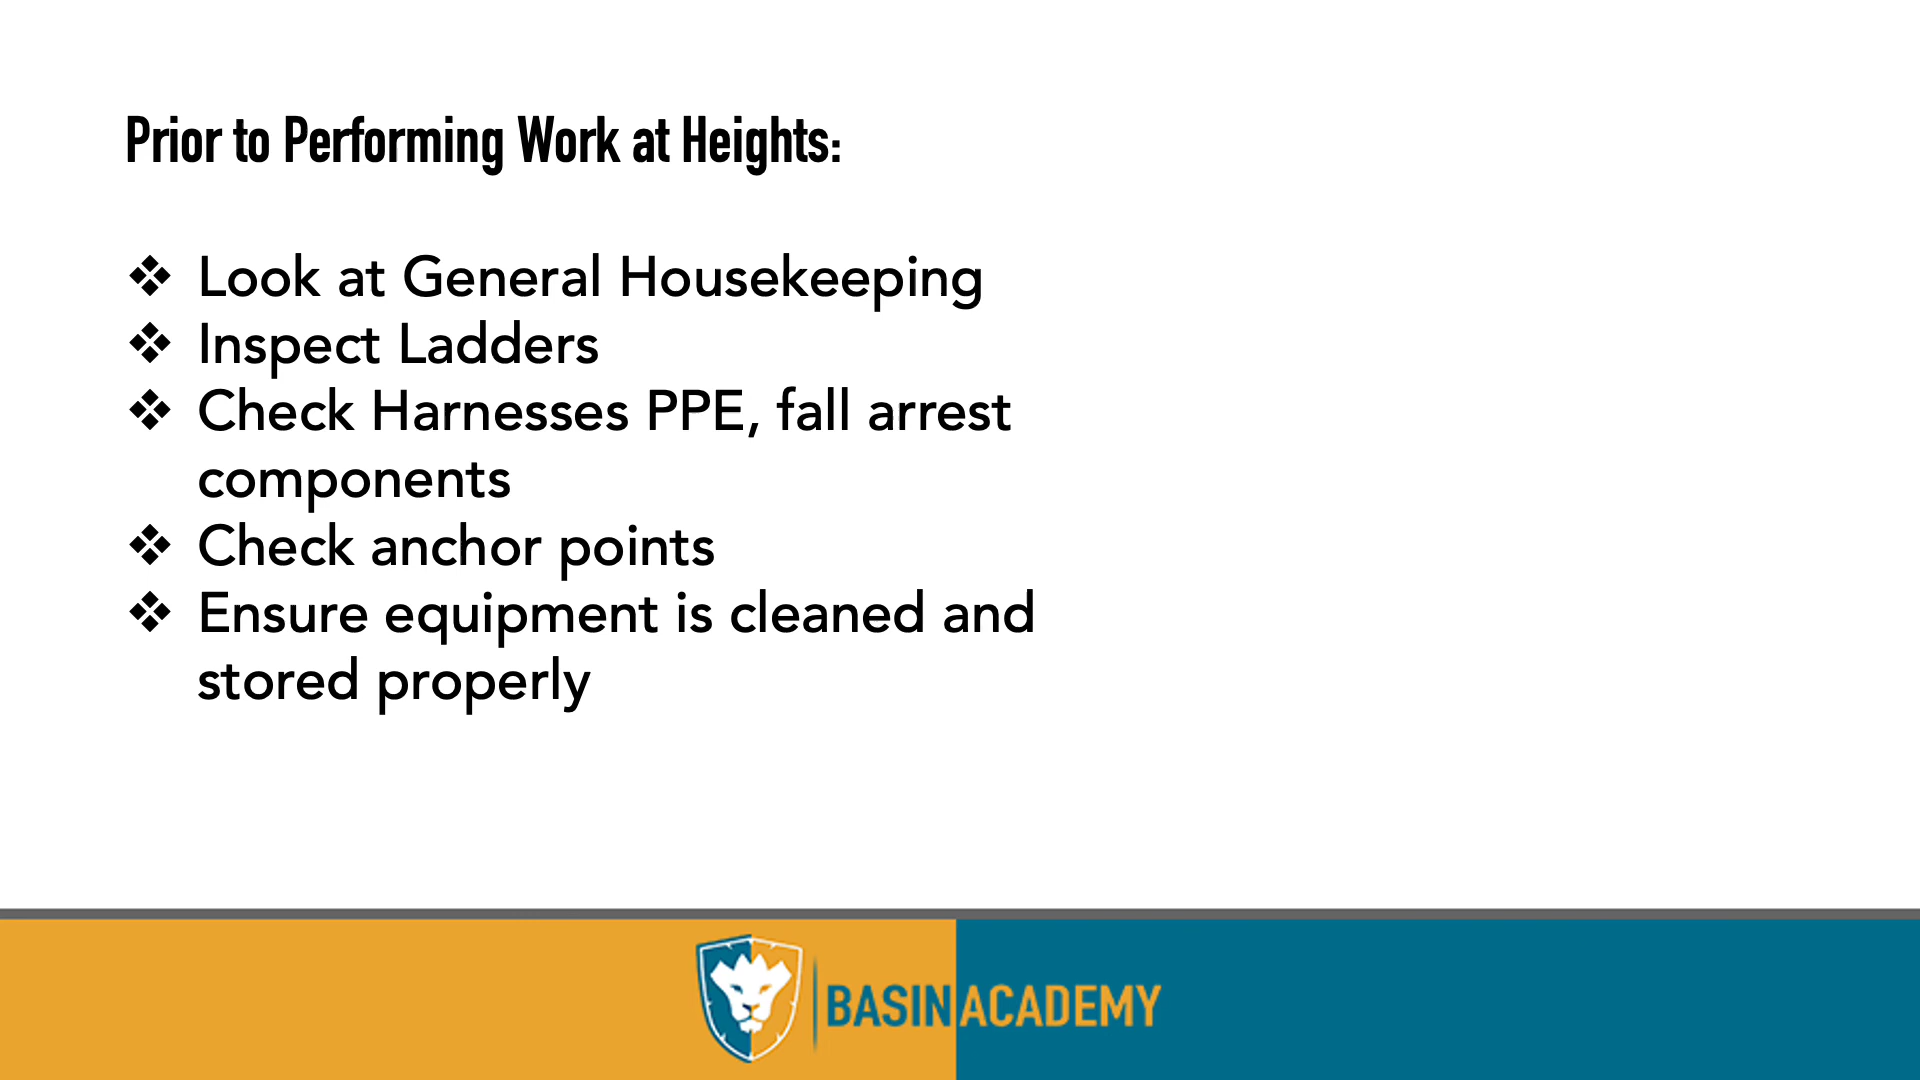 Prior to Performing Work at Heights:
❖ Look at General Housekeeping
❖ Inspect Ladders
❖ Check Harnesses PPE, fall arrest
components
❖ Check anchor points
❖ Ensure equipment is cleaned and
stored properly
BASIN ACADEMY